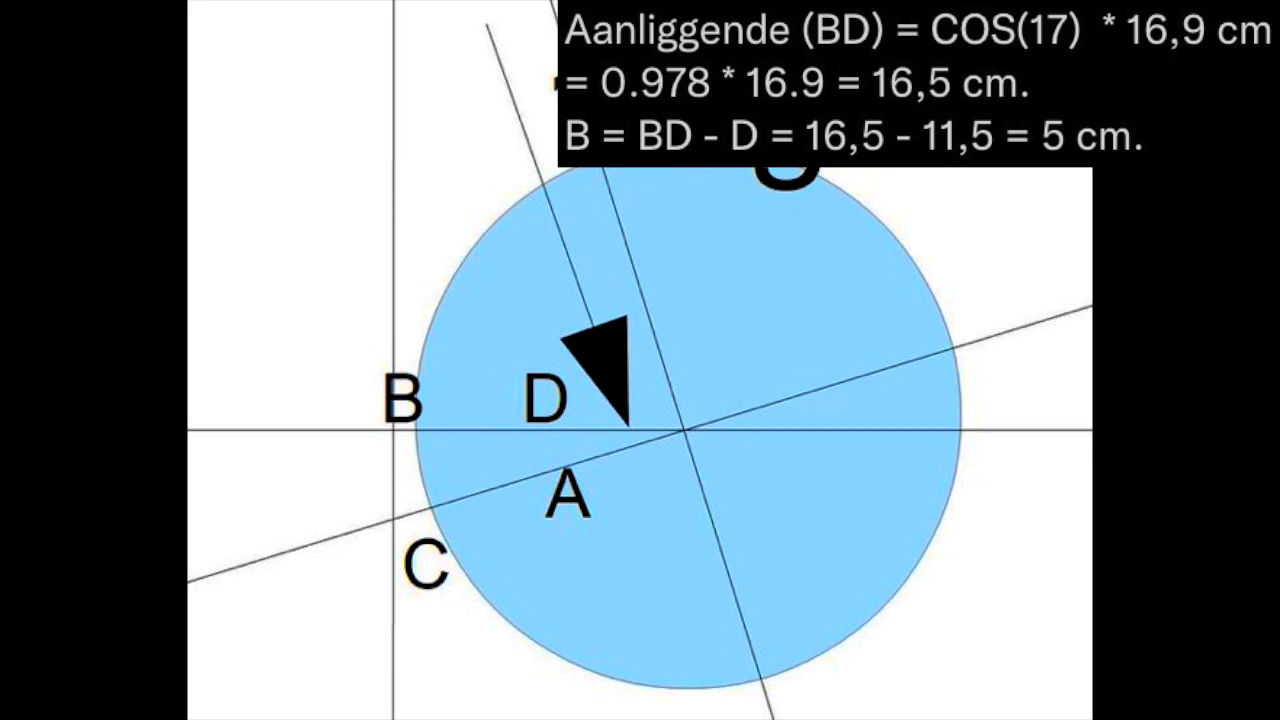 Aanliggende (BD) = COS(17) * 16,9 cm
= 0.978 * 16.9 = 16,5 cm.
B = BD - D = 16,5 - 11,5 = 5 cm.
B
D
A
C